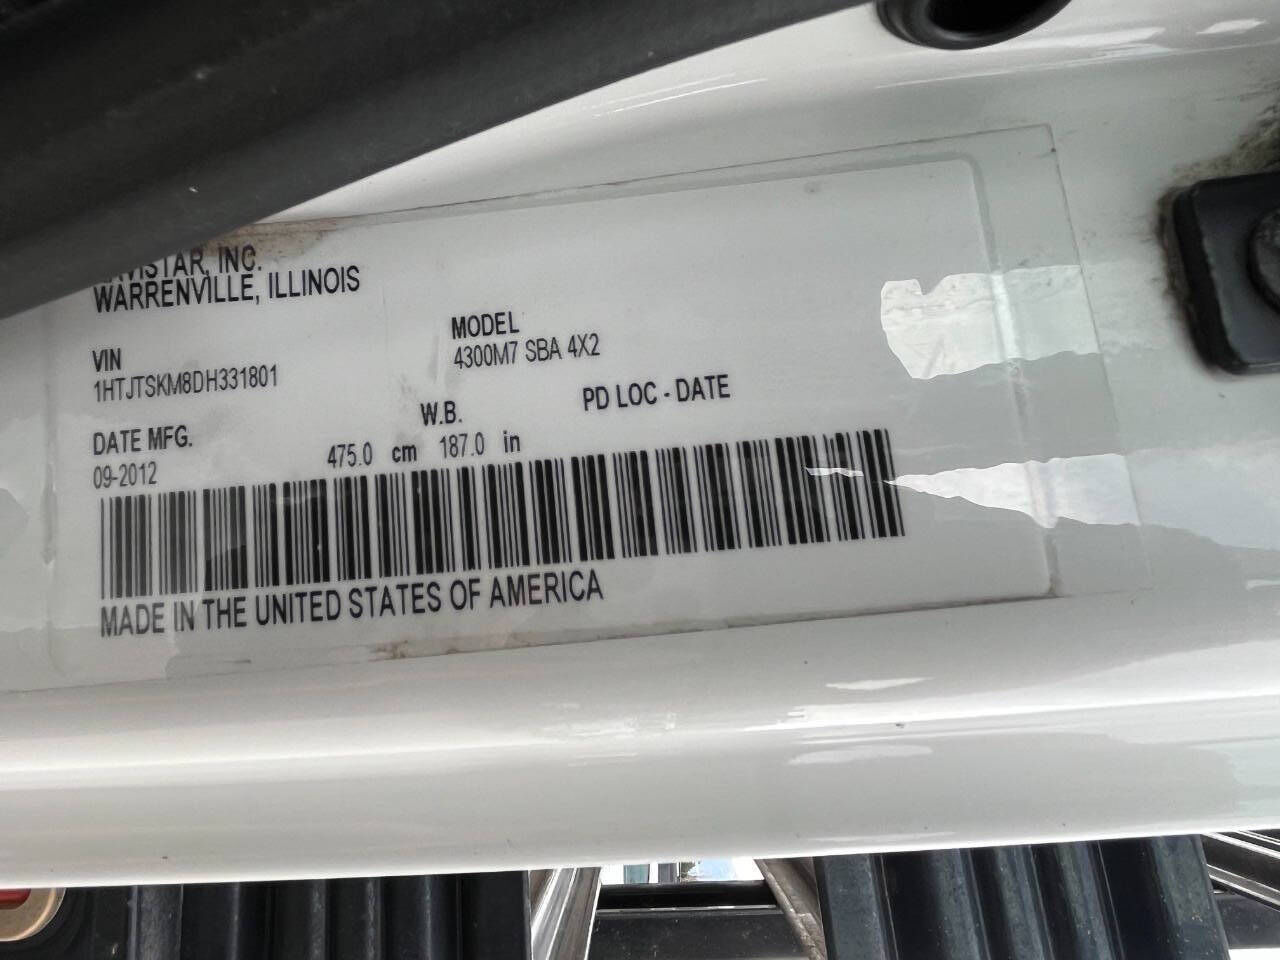 INC.
WARRENVILLE, ILLINOIS
VIN
1HTJTSKM8DH331801
MODEL
4300M7 SBA 4X2
DATE MFG.
09-2012
W.B.
475.0 cm 187.0 in
PD LOC - DATE
MADE IN THE UNITED STATES OF AMERICA